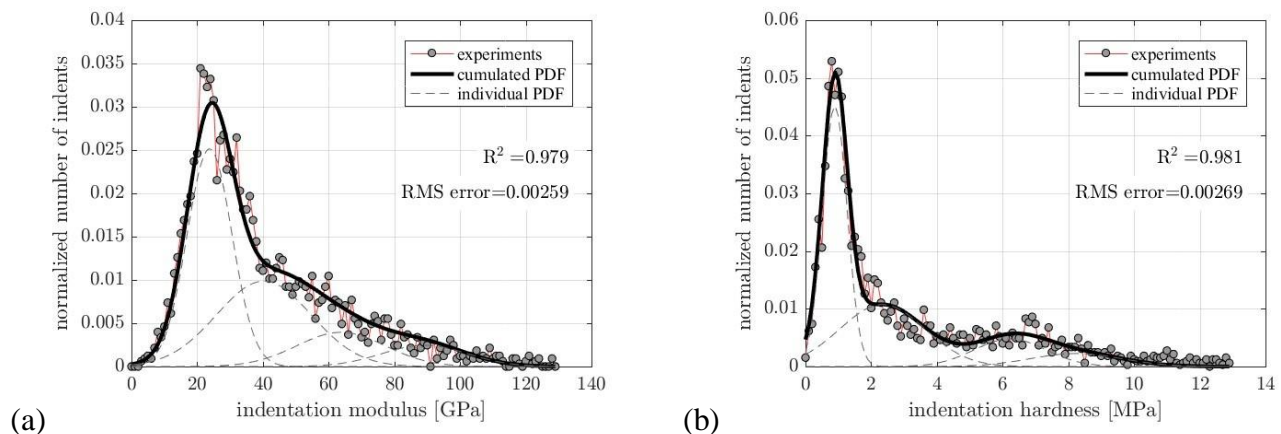 0.04
0.035
0.03
0.025
0.02
0.015
0.01
0.005
0
normalized number of indents
experiments
cumulated PDF
individual PDF
R² =0.979
RMS error=0.00259
0 20 40 60 80 100 120 140
indentation modulus [GPa]
(a)
0.06
0.05
0.04
0.03
0.02
0.01
0
normalized number of indents
experiments
cumulated PDF
individual PDF
R² =0.981
RMS error=0.00269
0 2 4 6 8 10 12 14
indentation hardness [MPa]
(b)